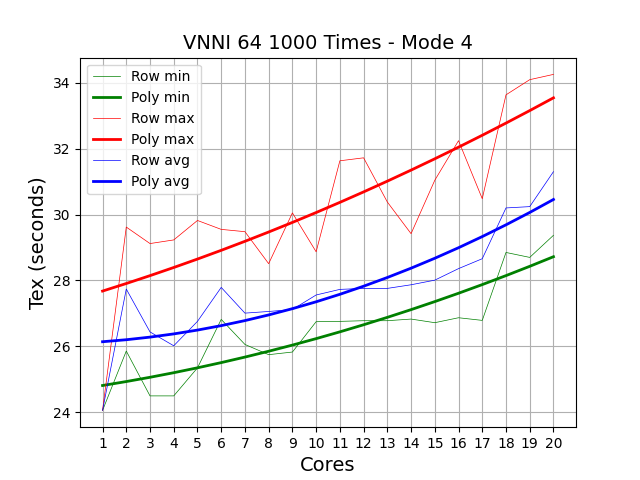 VNNI 64 1000 Times - Mode 4
Tex (seconds)
34
32
30
28
26
24
Row min
Poly min
Row max
Poly max
Row avg
Poly avg
1 2 3 4 5 6 7 8 9 10 11 12 13 14 15 16 17 18 19 20
Cores